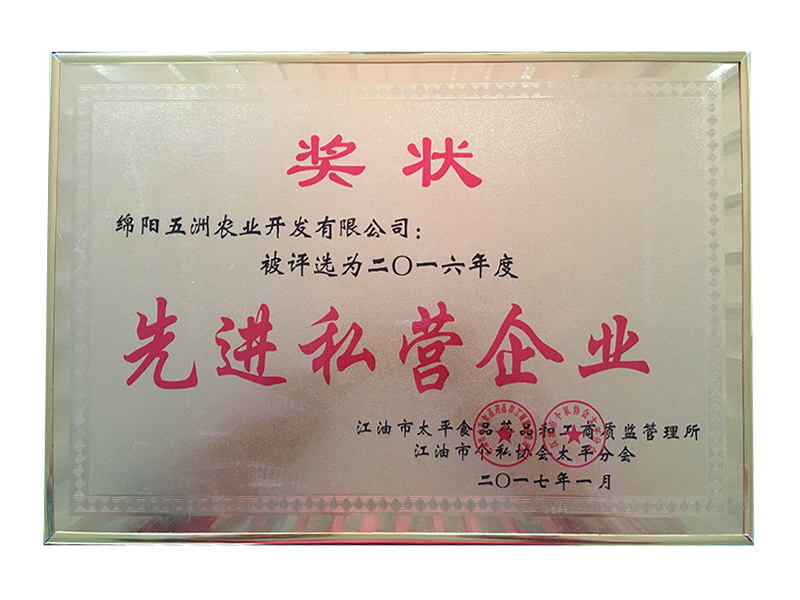 奖状
绵阳五洲农业开发有限公司：
被评选为二〇一六年度
先进私营企业
江油市太平食品药品和工商质监管理所
江油市个私协会太平分会
二〇一七年一月